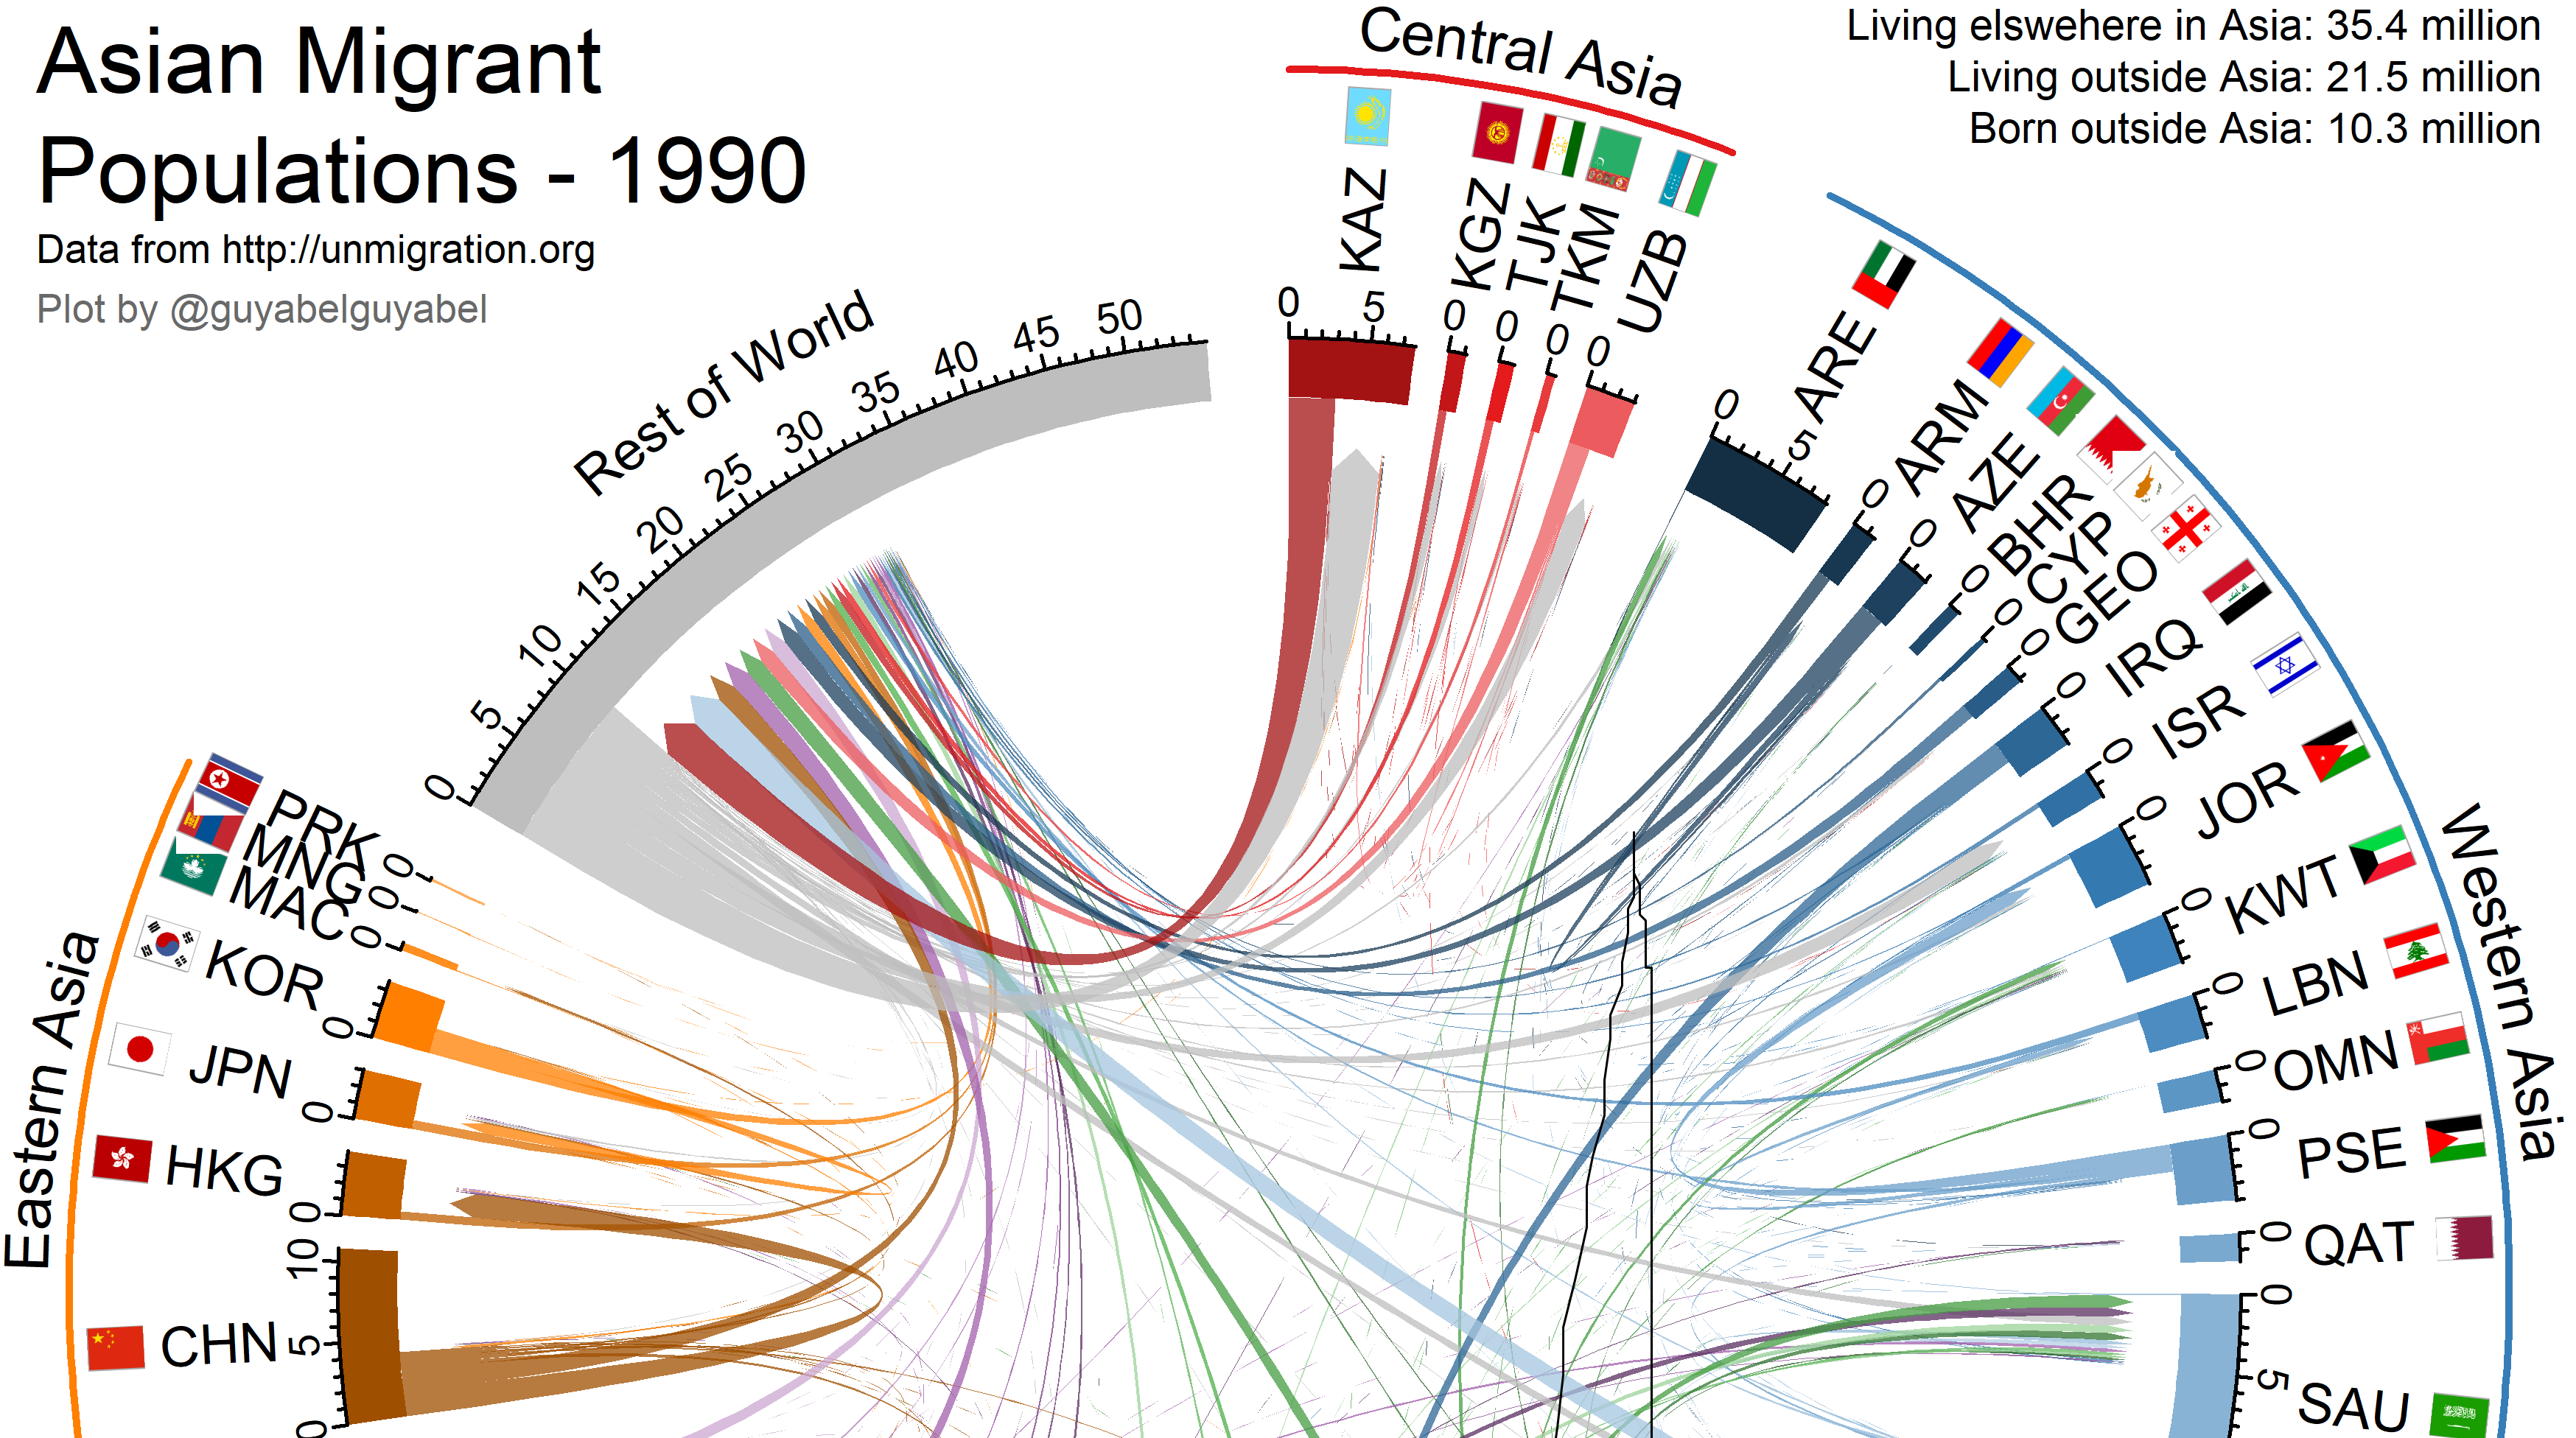 Asian Migrant
Populations - 1990
Data from http://unmigration.org
Plot by @guyabelguyabel
Living elswehere in Asia: 35.4 million
Living outside Asia: 21.5 million
Born outside Asia: 10.3 million
Central Asia
KAZ
KGZ
TJK
TKM
UZB
0 5
0
0
0
0
Western Asia
ARE
0 5
ARM
0
AZE
0
BHR
0
CYP
0
GEO
0
IRQ
0
ISR
0
JOR
0
KWT
0
LBN
0
OMN
0
PSE
0
QAT
0
SAU
0 5
Rest of World
0 5 10 15 20 25 30 35 40 45 50
Eastern Asia
PRK
0
MNG
0
MAC
0
KOR
0
JPN
0
HKG
0
CHN
10
5
0